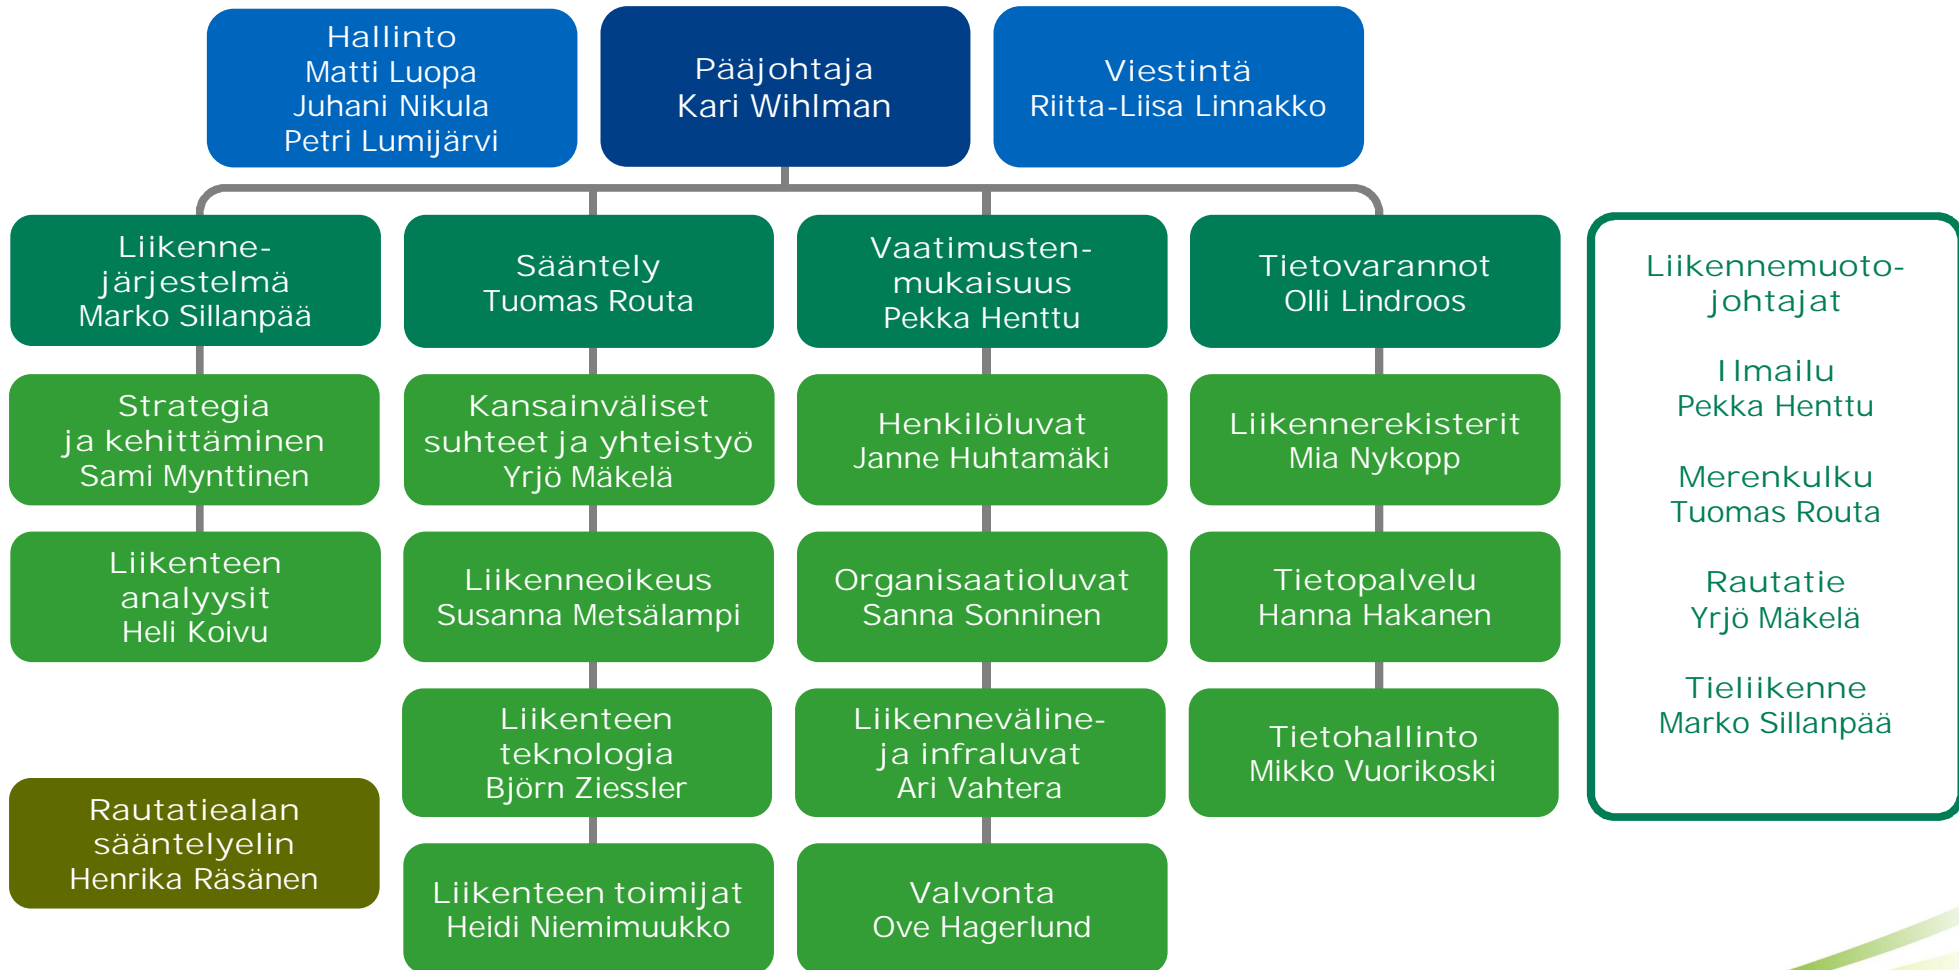 Hallinto
Matti Luopa
Juhani Nikula
Petri Lumijärvi
Pääjohtaja
Kari Wihlman
Viestintä
Riitta-Liisa Linnakko
Liikenne-
järjestelmä
Marko Sillanpää
Strategia
ja kehittäminen
Sami Mynttinen
Liikenteen
analyysit
Heli Koivu
Rautatiealan
sääntelyelin
Henrika Räsänen
Sääntely
Tuomas Routa
Kansainväliset
suhteet ja yhteistyö
Yrjö Mäkelä
Liikenneoikeus
Susanna Metsälampi
Liikenteen
teknologia
Björn Ziessler
Liikenteen toimijat
Heidi Niemimuukko
Vaatimusten-
mukaisuus
Pekka Henttu
Henkilöluvat
Janne Huhtamäki
Organisaatioluvat
Sanna Sonninen
Liikenneväline-
ja infraluvat
Ari Vahtera
Valvonta
Ove Hagerlund
Tietovarannot
Olli Lindroos
Liikennerekisterit
Mia Nykopp
Tietopalvelu
Hanna Hakanen
Tietohallinto
Mikko Vuorikoski
Liikennemuoto-
johtajat
Ilmailu
Pekka Henttu
Merenkulku
Tuomas Routa
Rautatie
Yrjö Mäkelä
Tieliikenne
Marko Sillanpää